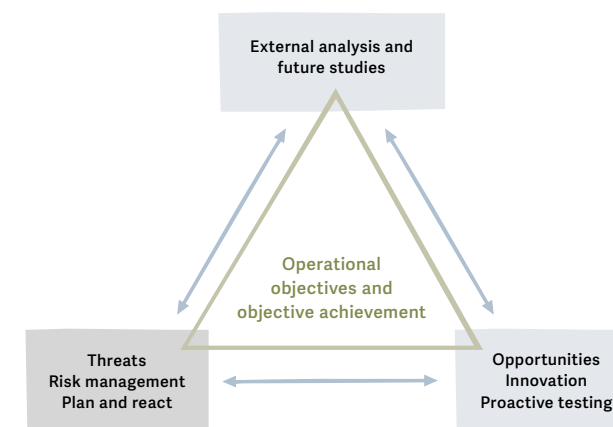 External analysis and
future studies
Operational
objectives and
objective achievement
Threats
Risk management
Plan and react
Opportunities
Innovation
Proactive testing